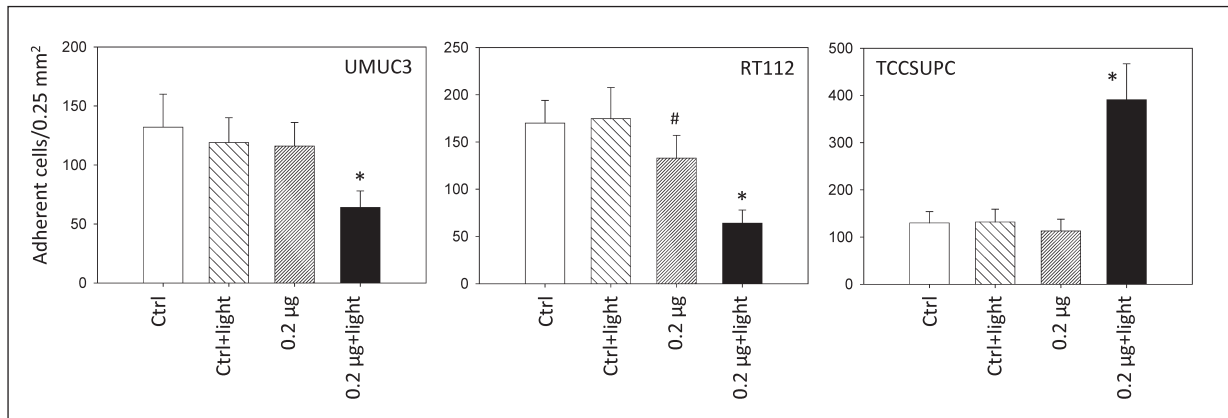 Adherent cells/0.25 mm²
200
150
100
50
0
UMUC3
*
Ctrl
Ctrl+light
0.2 µg
0.2 µg+light
250
200
150
100
50
0
RT112
#
*
Ctrl
Ctrl+light
0.2 µg
0.2 µg+light
500
400
300
200
100
0
TCCSUPC
*
Ctrl
Ctrl+light
0.2 µg
0.2 µg+light